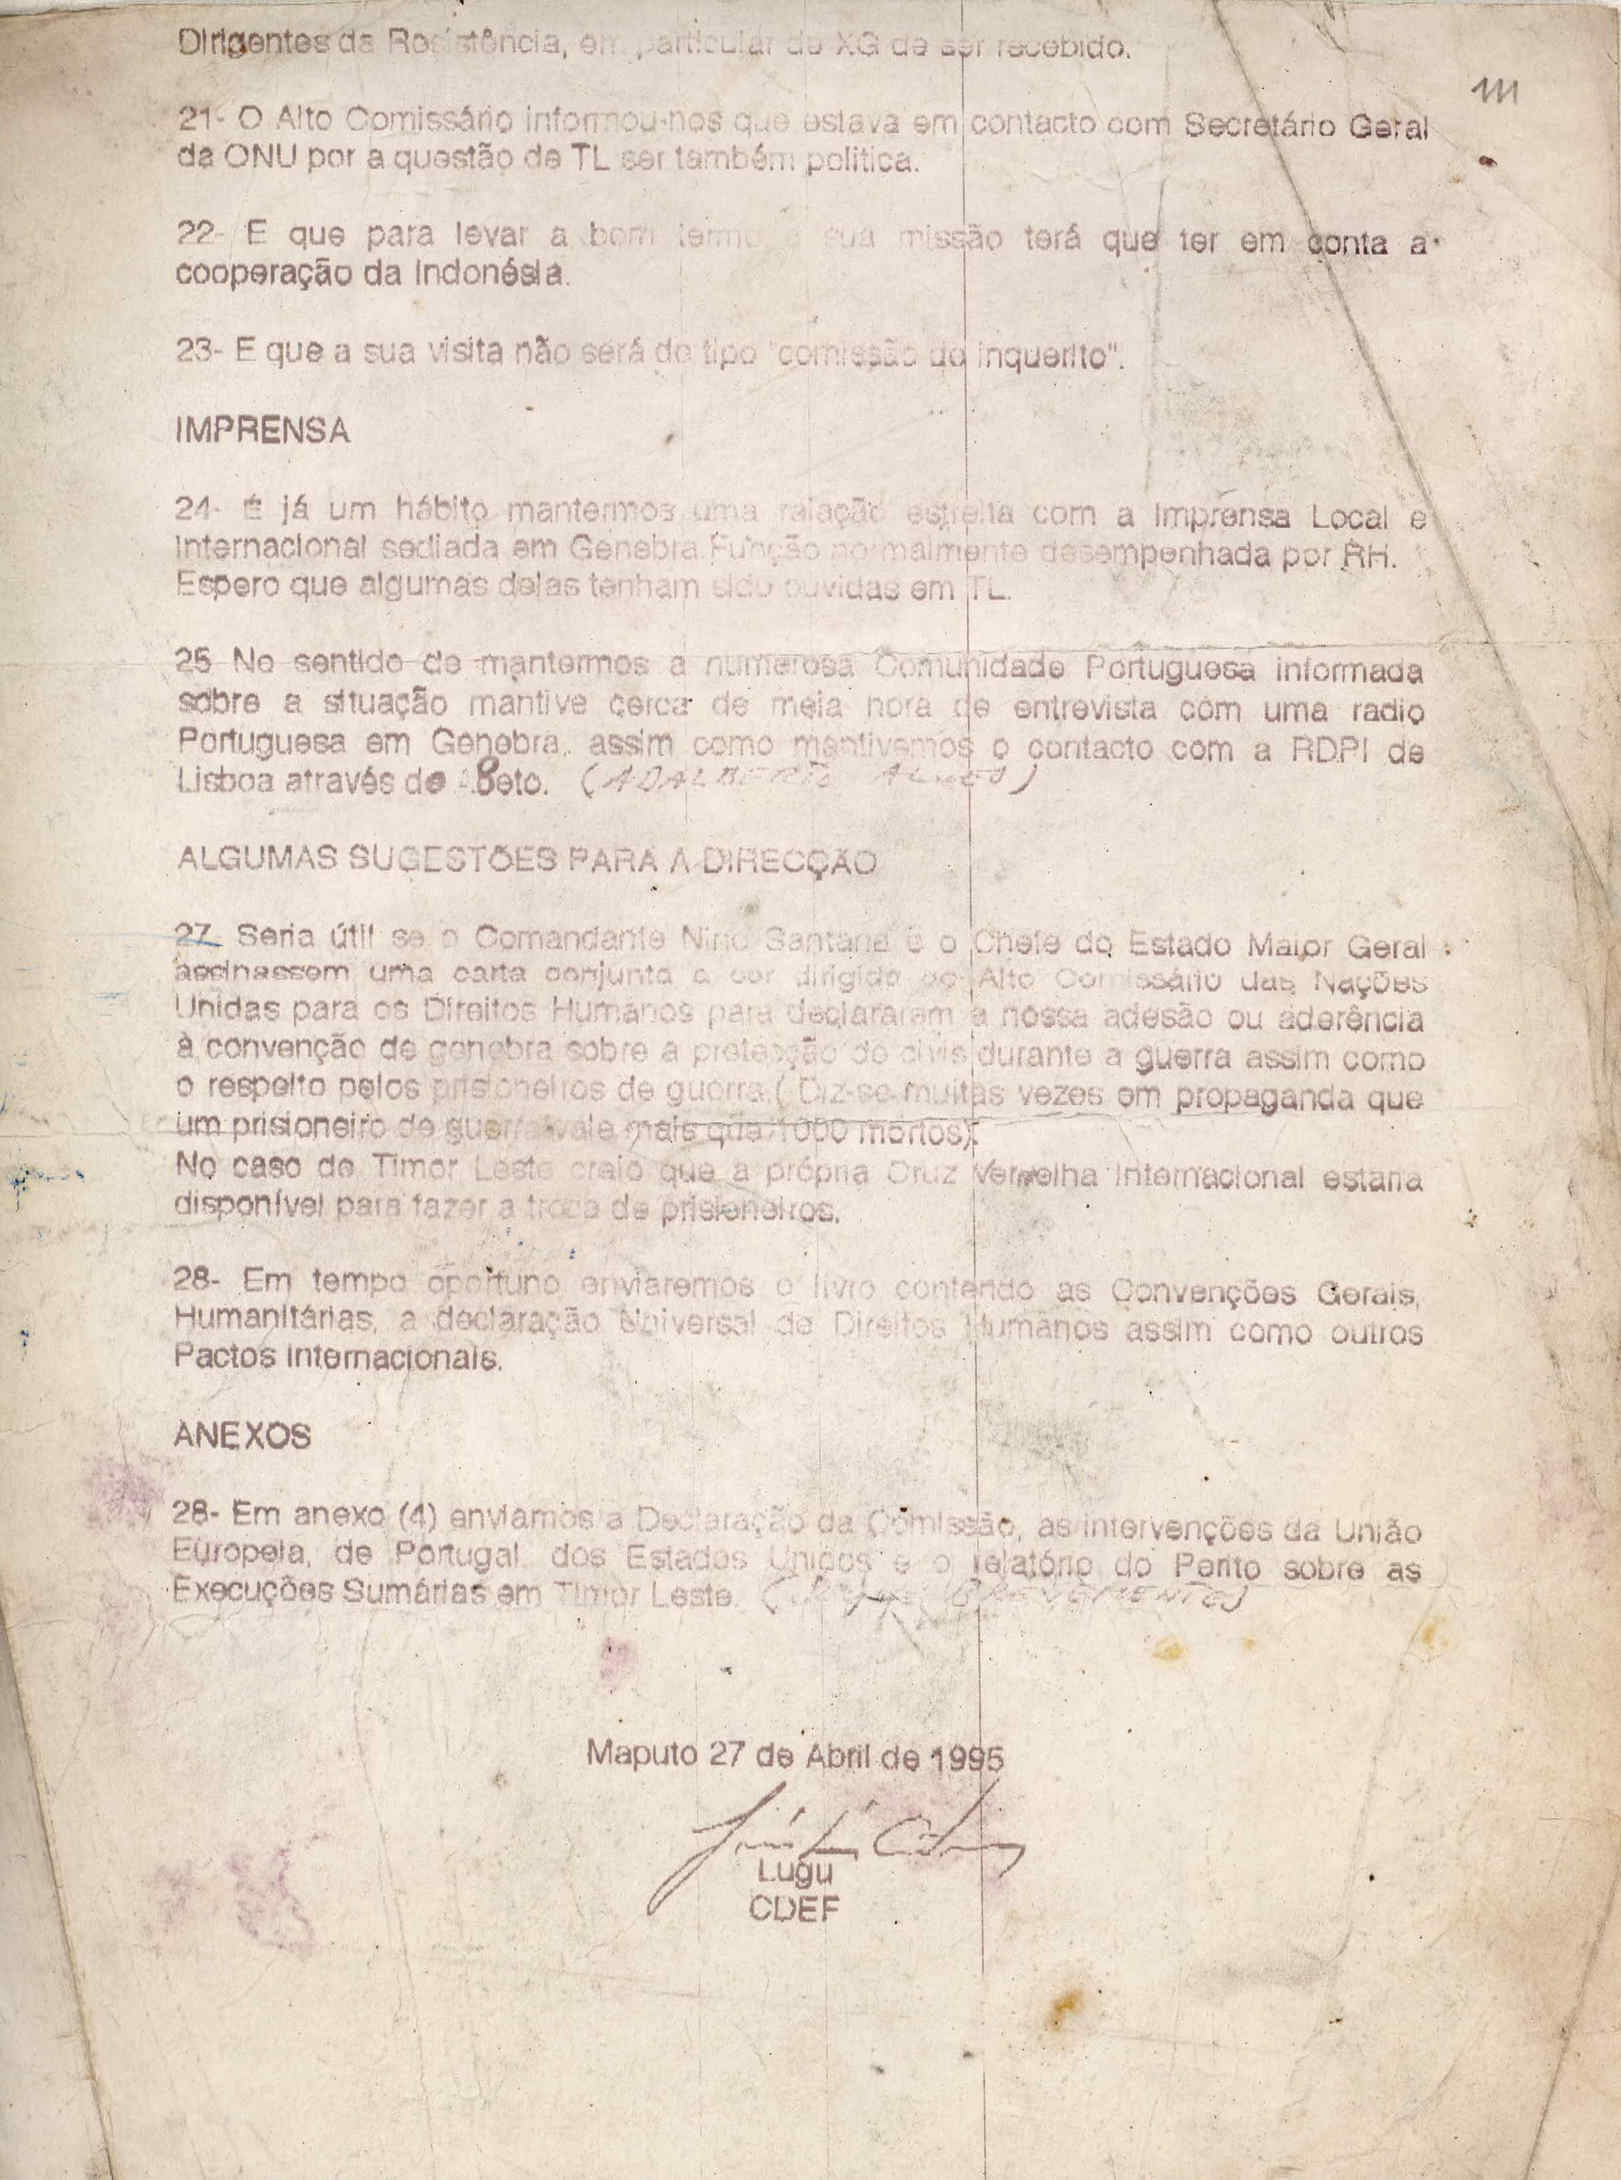 Dirigentes da Resistência, em particular de XG de ser recebido.
111
21- O Alto Comissário informou-nos que estava em contacto com Secretário Geral
da ONU por a questão de TL ser também politica.
22- E que para levar a bom termo a sua missão terá que ter em conta a
cooperação da Indonésia.
23- E que a sua visita não será do tipo "comissão do inquerito".
IMPRENSA
24- É já um hábito mantermos uma ralação estreita com a Imprensa Local e
Internacional sediada em Genebra.Função normalmente desempenhada por RH.
Espero que algumas delas tenham sido ouvidas em TL.
25 No sentido de mantermos a numerosa Comunidade Portuguesa informada
sobre a situação mantive cerca de meia hora de entrevista com uma radio
Portuguesa em Genebra, assim como mantivemos o contacto com a RDPI de
Lisboa através de Beto. (ADALBERTO ALVES)
ALGUMAS SUGESTÕES PARA A DIRECÇÃO
27 Seria útil se o Comandante Nino Santana e o Chefe do Estado Maior Geral
assinassem uma carta conjunta a ser dirigida ao Alto Comissário das Nações
Unidas para os Direitos Humanos para declararem a nossa adesão ou aderência
à convenção de genebra sobre a protecção de civis durante a guerra assim como
o respeito pelos prisioneiros de guerra.( Diz-se muitas vezes em propaganda que
um prisioneiro de guerra vale mais que 1000 mortos).
No caso de Timor Leste creio que a própria Cruz Vermelha Internacional estaria
disponível para fazer a troca de prisioneiros.
28- Em tempo oportuno enviaremos o livro contendo as Convenções Gerais,
Humanitárias, a declaração Universal de Direitos Humanos assim como outros
Pactos Internacionais.
ANEXOS
28- Em anexo (4) enviamos a Declaração da Comissão, as intervenções da União
Europeia, de Portugal, dos Estados Unidos e o relatório do Perito sobre as
Execuções Sumárias em Timor Leste. ( BREVEMENTE)
Maputo 27 de Abril de 1995
Lugu
CDEF